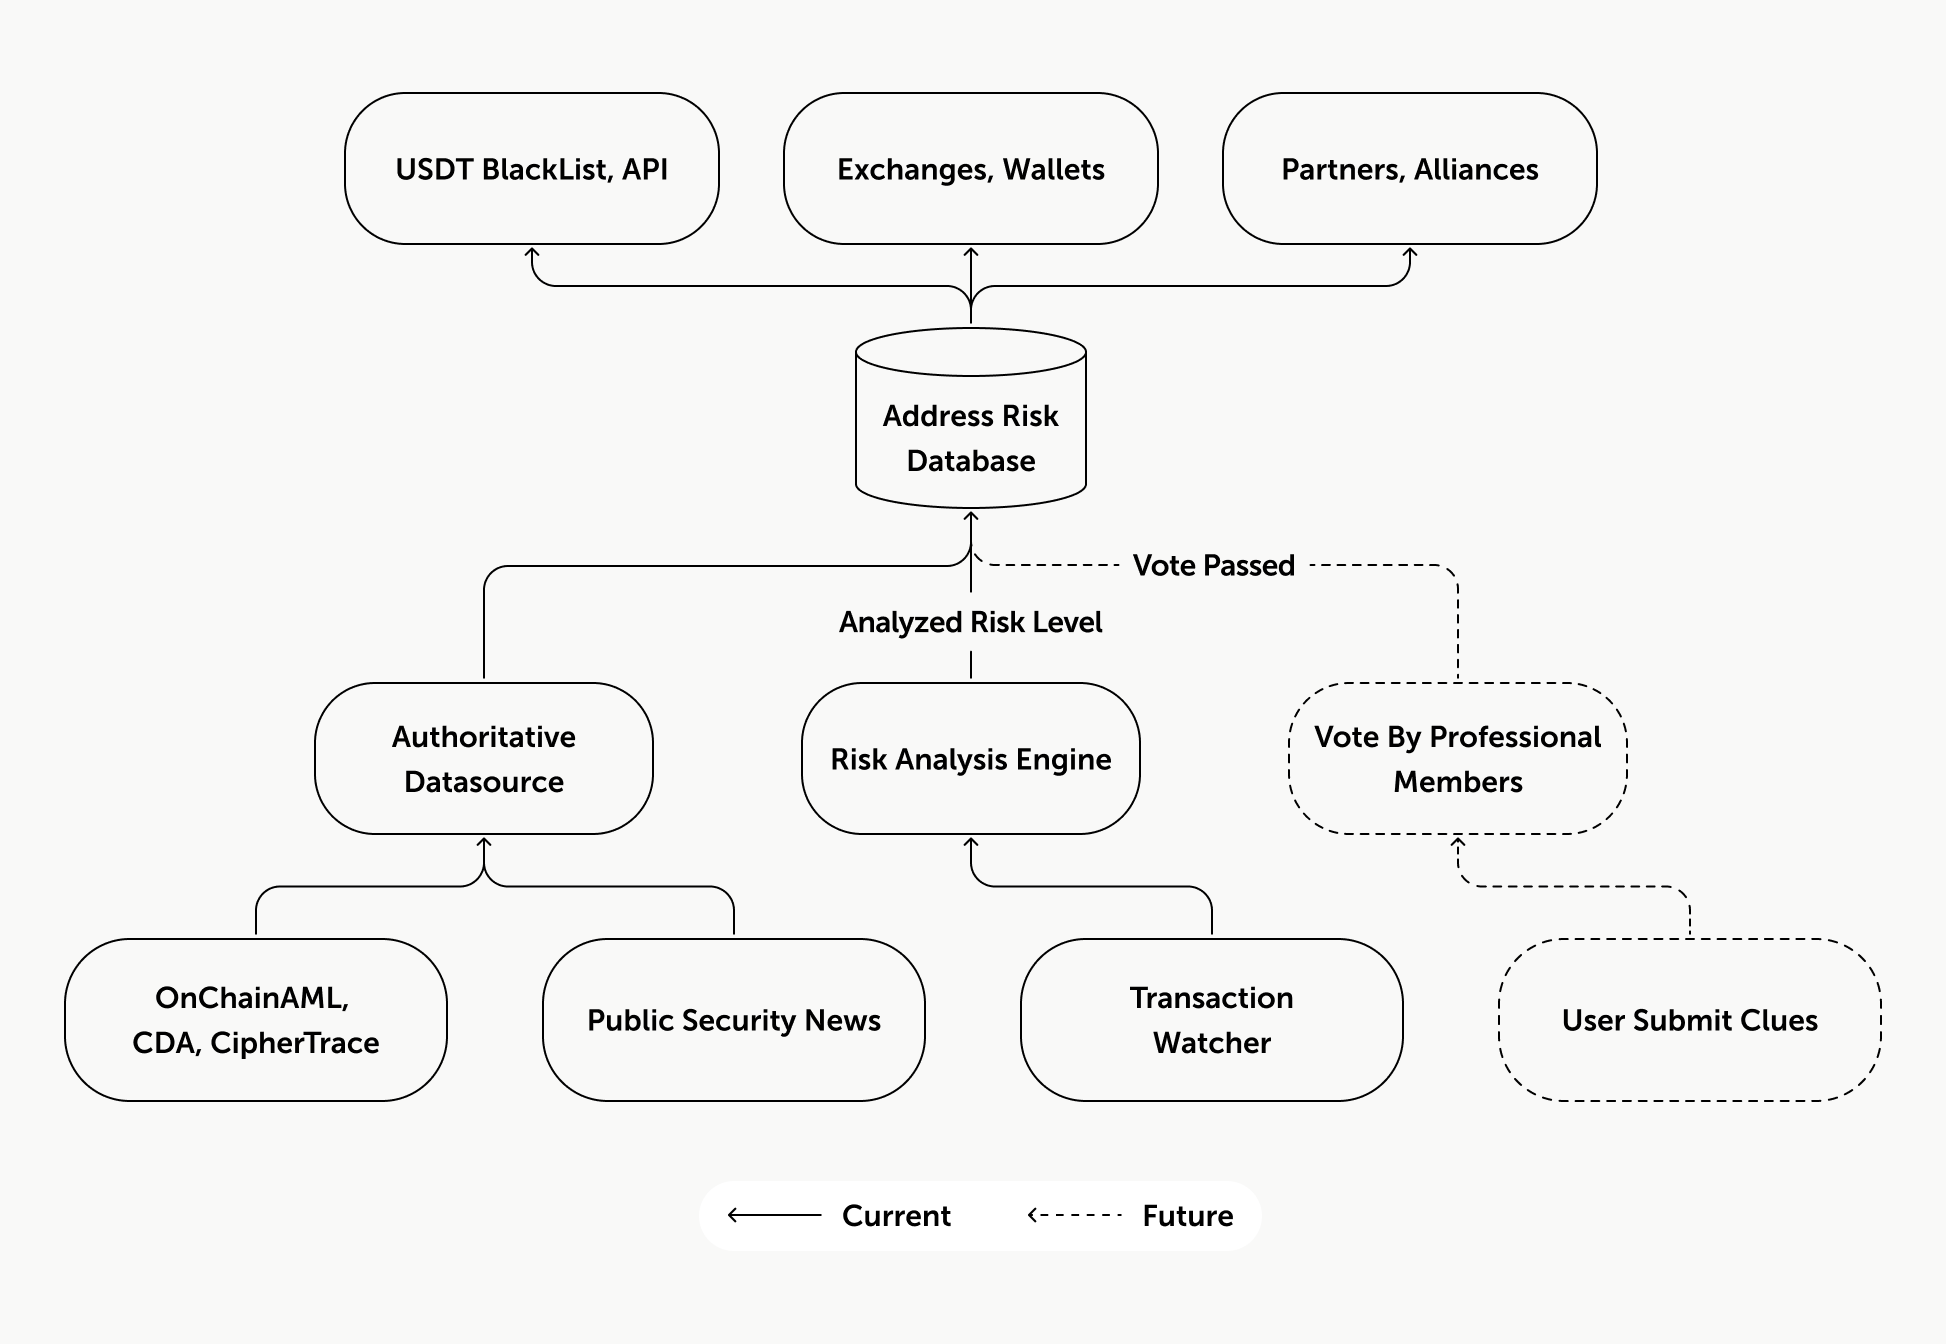 USDT BlackList, API
Exchanges, Wallets
Partners, Alliances
Address Risk
Database
Vote Passed
Analyzed Risk Level
Authoritative
Datasource
Risk Analysis Engine
Vote By Professional
Members
OnChainAML,
CDA, CipherTrace
Public Security News
Transaction
Watcher
User Submit Clues
Current
Future